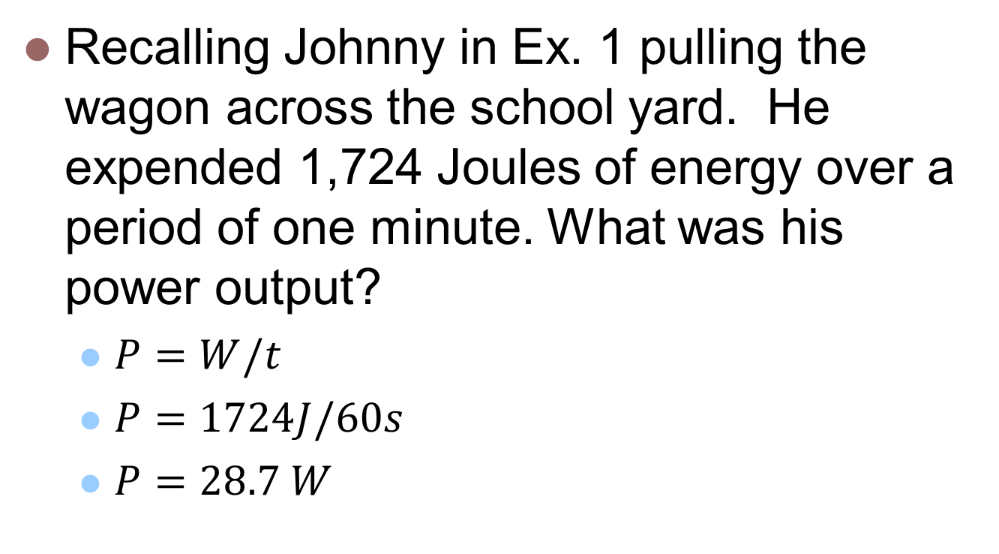 Recalling Johnny in Ex. 1 pulling the
wagon across the school yard.  He
expended 1,724 Joules of energy over a
period of one minute. What was his
power output?
P = W/t
P = 1724J/60s
P = 28.7 W